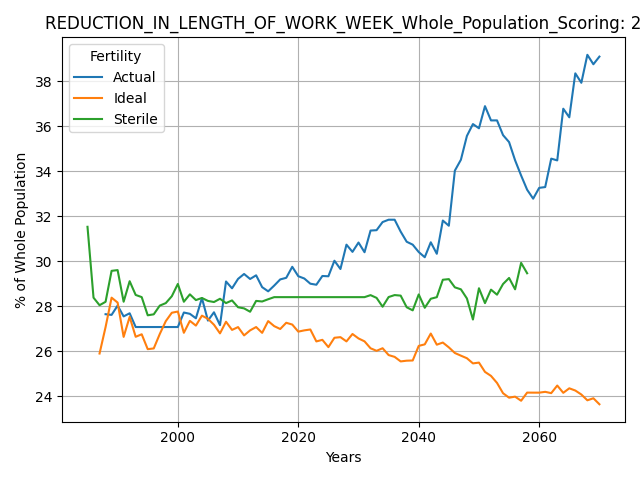 REDUCTION_IN_LENGTH_OF_WORK_WEEK_Whole_Population_Scoring: 2
Fertility
Actual
Ideal
Sterile
% of Whole Population
38
36
34
32
30
28
26
24
2000 2020 2040 2060
Years